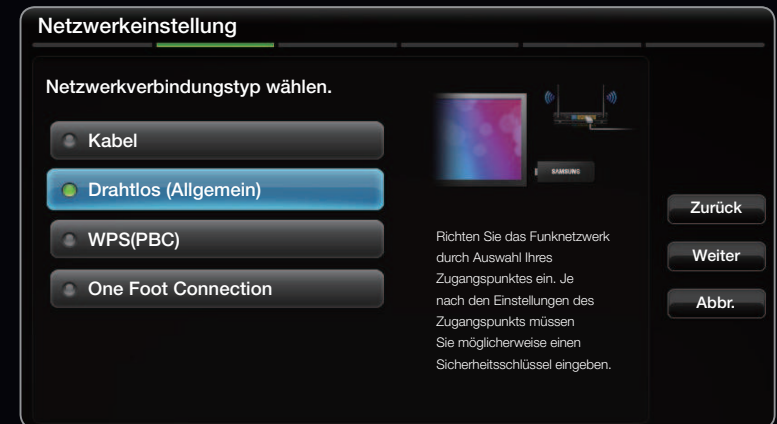 Netzwerkeinstellung
Netzwerkverbindungstyp wählen.
Kabel
Drahtlos (Allgemein)
WPS(PBC)
One Foot Connection
SAMSUNG
Richten Sie das Funknetzwerk
durch Auswahl Ihres
Zugangspunktes ein. Je
nach den Einstellungen des
Zugangspunkts müssen
Sie möglicherweise einen
Sicherheitsschlüssel eingeben.
Zurück
Weiter
Abbr.